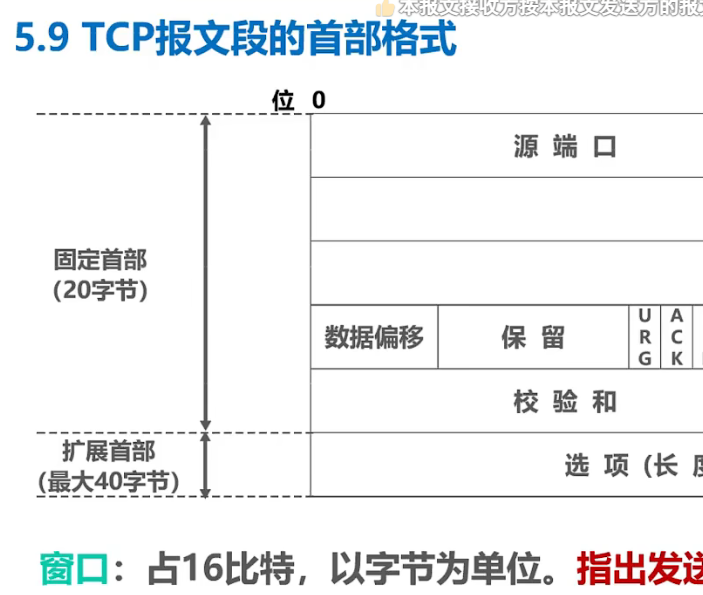 本报文接收方按本报文发送方的报文
5.9 TCP报文段的首部格式
位 0
源 端 口
固定首部
(20字节)
数据偏移 保 留 URG ACK
校 验 和
扩展首部
(最大40字节)
选 项 (长 度
窗口：占16比特，以字节为单位。指出发送